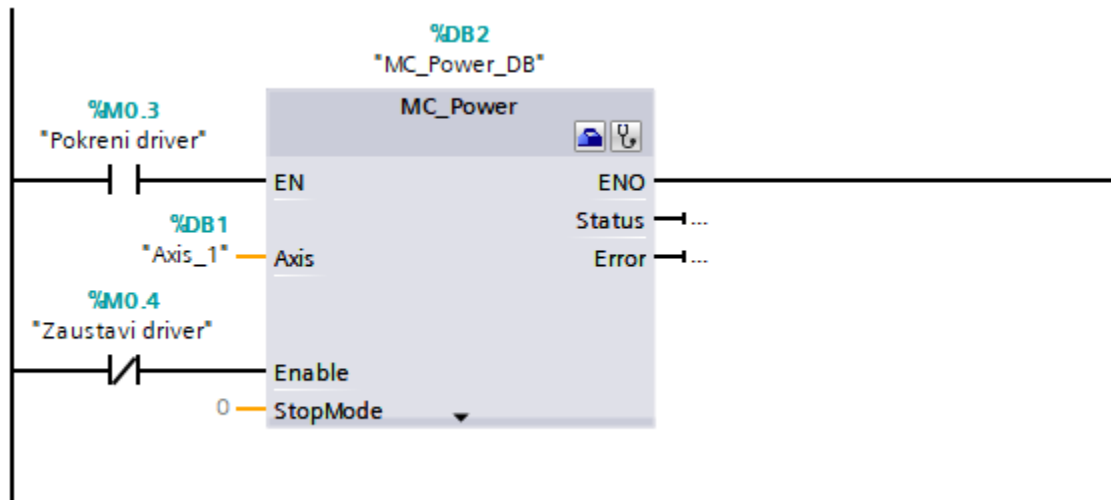 %DB2
"MC_Power_DB"
MC_Power
%M0.3
"Pokreni driver"
EN
ENO
Status
...
%DB1
"Axis_1"
Axis
Error
...
%M0.4
"Zaustavi driver"
Enable
0
StopMode